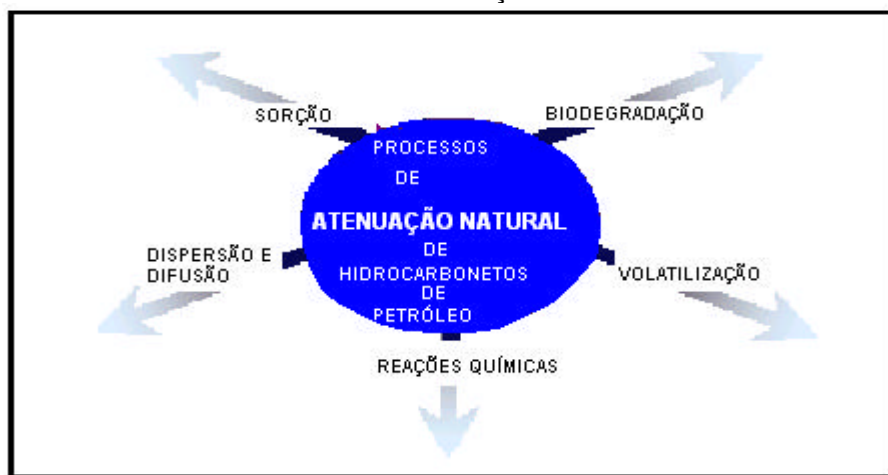 SORÇÃO
BIODEGRADAÇÃO
PROCESSOS
DE
ATENUAÇÃO NATURAL
DE
HIDROCARBONETOS
DE
PETRÓLEO
DISPERSÃO E
DIFUSÃO
VOLATILIZAÇÃO
REAÇÕES QUÍMICAS